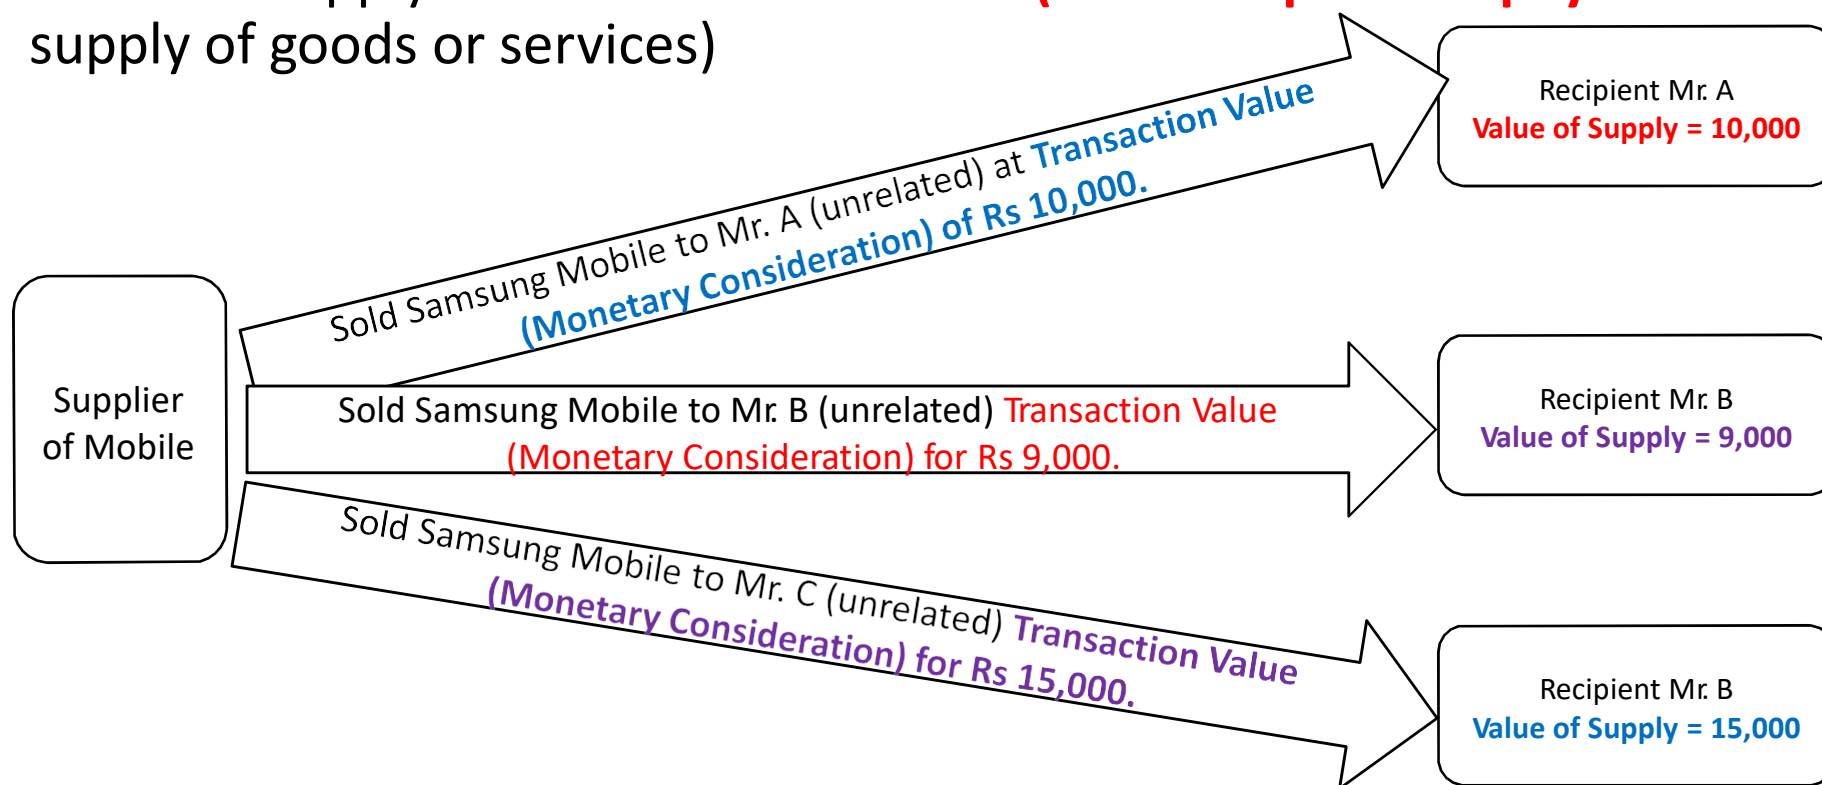 supply of goods or services)
Sold Samsung Mobile to Mr. A (unrelated) at Transaction Value
(Monetary Consideration) of Rs 10,000.
Recipient Mr. A
Value of Supply = 10,000
Supplier
of Mobile
Sold Samsung Mobile to Mr. B (unrelated) Transaction Value
(Monetary Consideration) for Rs 9,000.
Recipient Mr. B
Value of Supply = 9,000
Sold Samsung Mobile to Mr. C (unrelated) Transaction Value
(Monetary Consideration) for Rs 15,000.
Recipient Mr. B
Value of Supply = 15,000